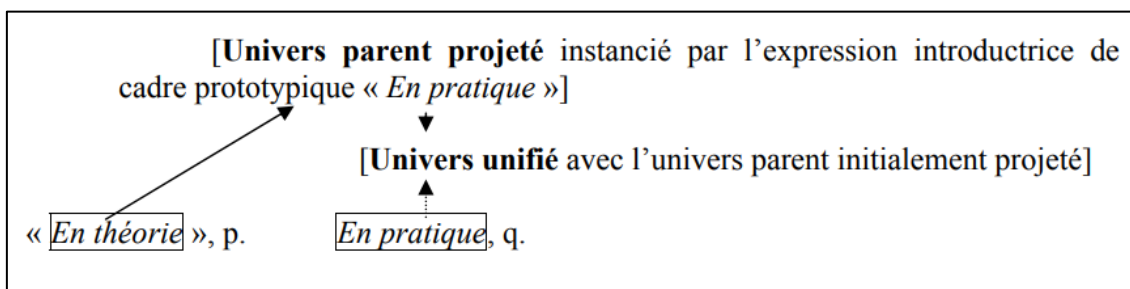 [Univers parent projeté instancié par l’expression introductrice de
cadre prototypique « En pratique »]
[Univers unifié avec l’univers parent initialement projeté]
« En théorie », p. En pratique, q.